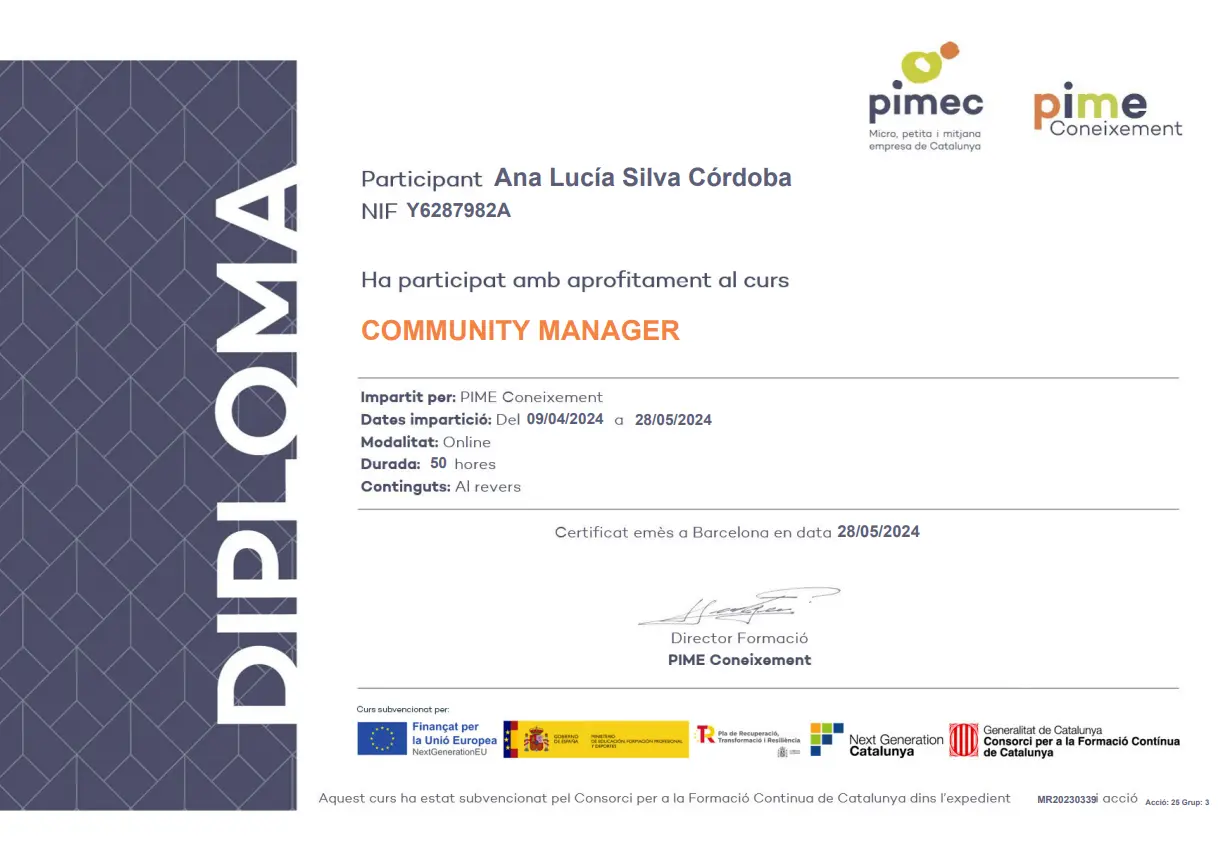 DIPLOMA
pimec
Micro, petita i mitjana
empresa de Catalunya
pime
Coneixement
Participant Ana Lucía Silva Córdoba
NIF Y6287982A
Ha participat amb aprofitament al curs
COMMUNITY MANAGER
Impartit per: PIME Coneixement
Dates impartició: Del 09/04/2024 a 28/05/2024
Modalitat: Online
Durada: 50 hores
Continguts: Al revers
Certificat emès a Barcelona en data 28/05/2024
Director Formació
PIME Coneixement
Curs subvencionat per:
Finançat per
la Unió Europea
NextGenerationEU
GOBIERNO
DE ESPAÑA
MINISTERIO
DE EDUCACIÓN, FORMACIÓN PROFESIONAL
Y DEPORTES
Pla de Recuperació,
Transformació i Resiliència
Next Generation
Catalunya
Generalitat de Catalunya
Consorci per a la Formació Contínua
de Catalunya
Aquest curs ha estat subvencionat pel Consorci per a la Formació Continua de Catalunya dins l'expedient MR20230339 i acció Acció: 25 Grup: 3